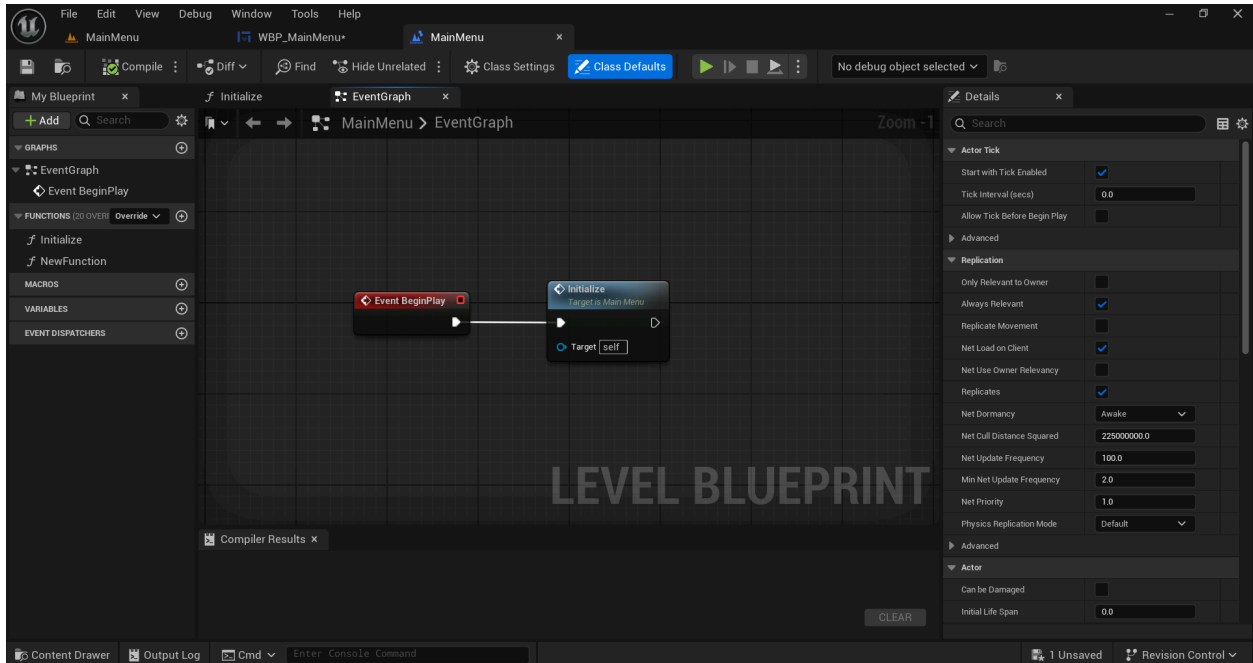 File Edit View Debug Window Tools Help
MainMenu WBP_MainMenu* MainMenu ×
Compile Diff Find Hide Unrelated Class Settings Class Defaults No debug object selected
My Blueprint × Initialize EventGraph × Details ×
+ Add Search MainMenu > EventGraph Zoom -1 Search
GRAPHS
EventGraph
Event BeginPlay
FUNCTIONS (20 OVERI Override
Initialize
NewFunction
MACROS
VARIABLES
EVENT DISPATCHERS
Event BeginPlay
Initialize
Target is Main Menu
Target self
LEVEL BLUEPRINT
Compiler Results ×
CLEAR
Actor Tick
Start with Tick Enabled
Tick Interval (secs) 0.0
Allow Tick Before Begin Play
Advanced
Replication
Only Relevant to Owner
Always Relevant
Replicate Movement
Net Load on Client
Net Use Owner Relevancy
Replicates
Net Dormancy Awake
Net Cull Distance Squared 225000000.0
Net Update Frequency 100.0
Min Net Update Frequency 2.0
Net Priority 1.0
Physics Replication Mode Default
Advanced
Actor
Can be Damaged
Initial Life Span 0.0
Content Drawer Output Log Cmd Enter Console Command 1 Unsaved Revision Control